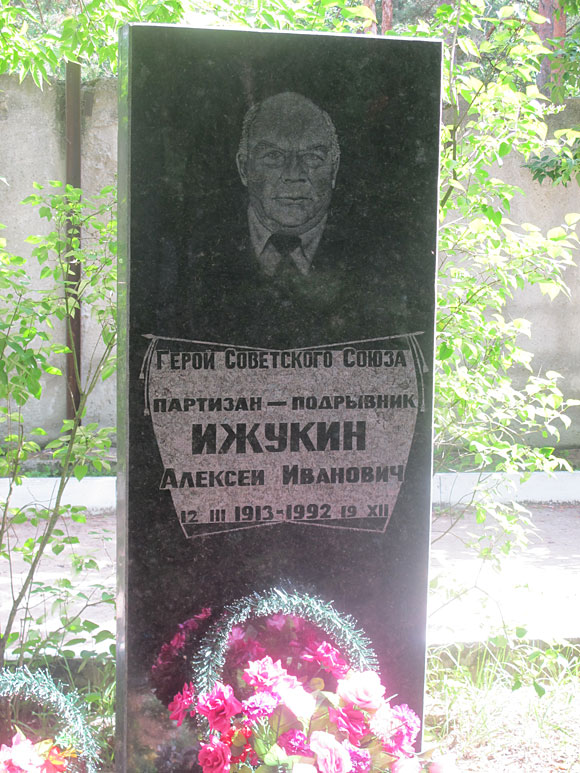 Герой Советского Союза
партизан — подрывник
ИЖУКИН
Алексей Иванович
12 III 1913-1992 19 XII